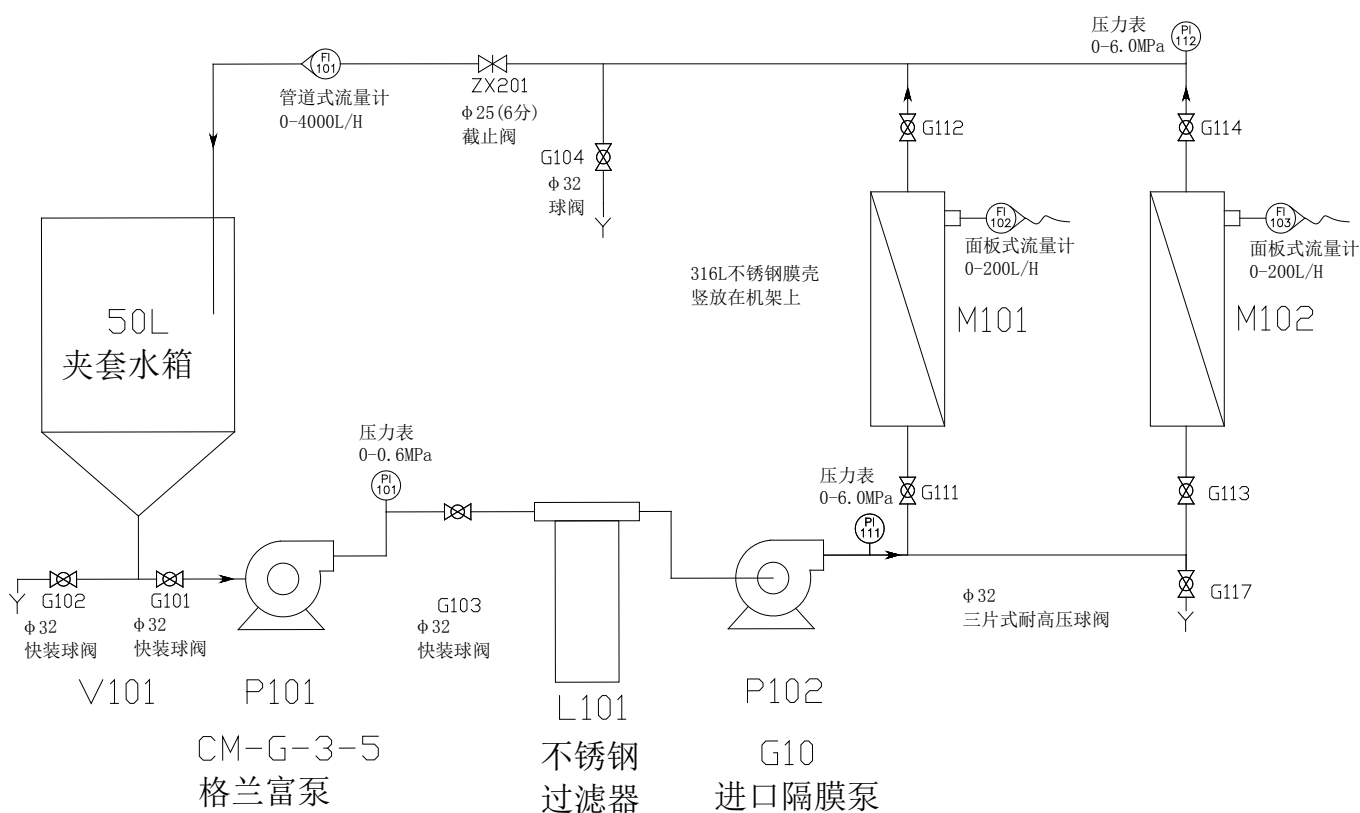 压力表
0-6.0MPa
PI
112
FI
101
管道式流量计
0-4000L/H
ZX201
φ25(6分)
截止阀
G104
φ32
球阀
G112
G114
FI
102
面板式流量计
0-200L/H
FI
103
面板式流量计
0-200L/H
316L不锈钢膜壳
竖放在机架上
M101
M102
50L
夹套水箱
压力表
0-0.6MPa
PI
101
压力表
0-6.0MPa
PI
111
G111
G113
G102
φ32
快装球阀
G101
φ32
快装球阀
G103
φ32
快装球阀
φ32
三片式耐高压球阀
G117
V101
P101
L101
P102
CM-G-3-5
格兰富泵
不锈钢
过滤器
G10
进口隔膜泵